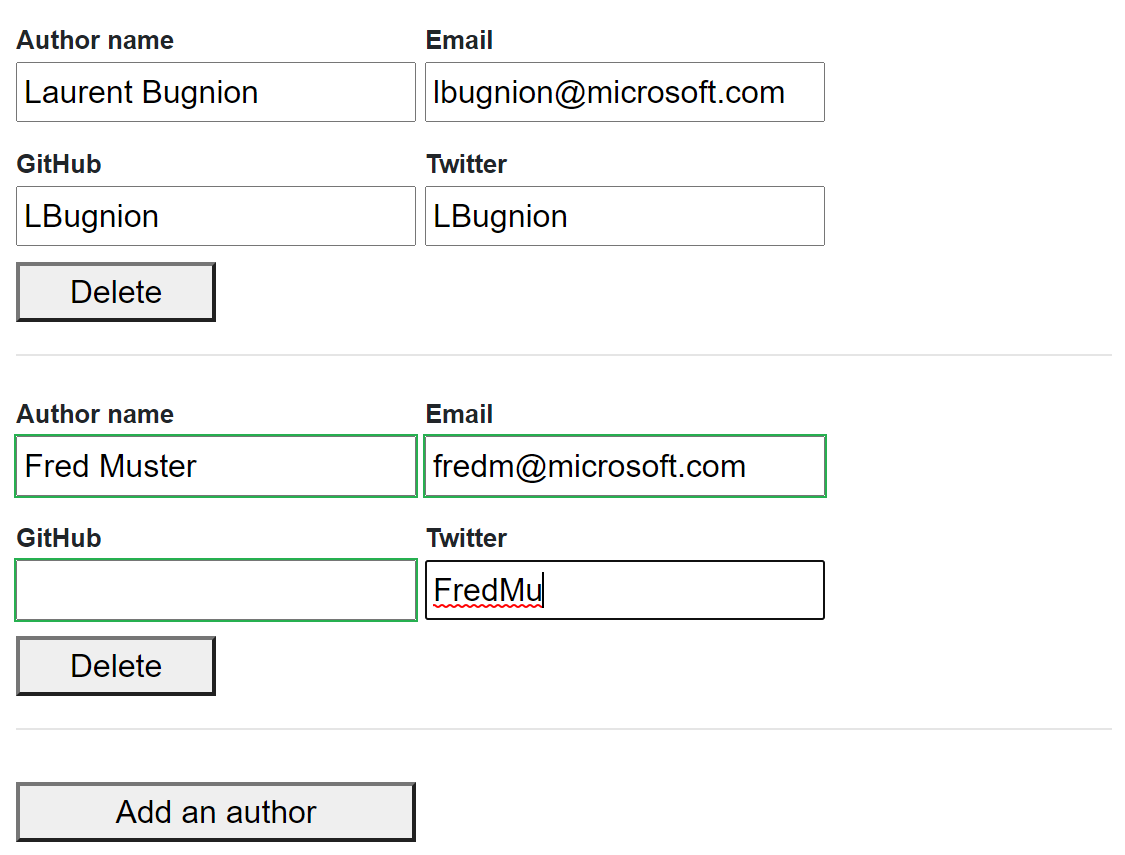 Author name Email
Laurent Bugnion lbugnion@microsoft.com
GitHub Twitter
LBugnion LBugnion
Delete
Author name Email
Fred Muster fredm@microsoft.com
GitHub Twitter
FredMu
Delete
Add an author